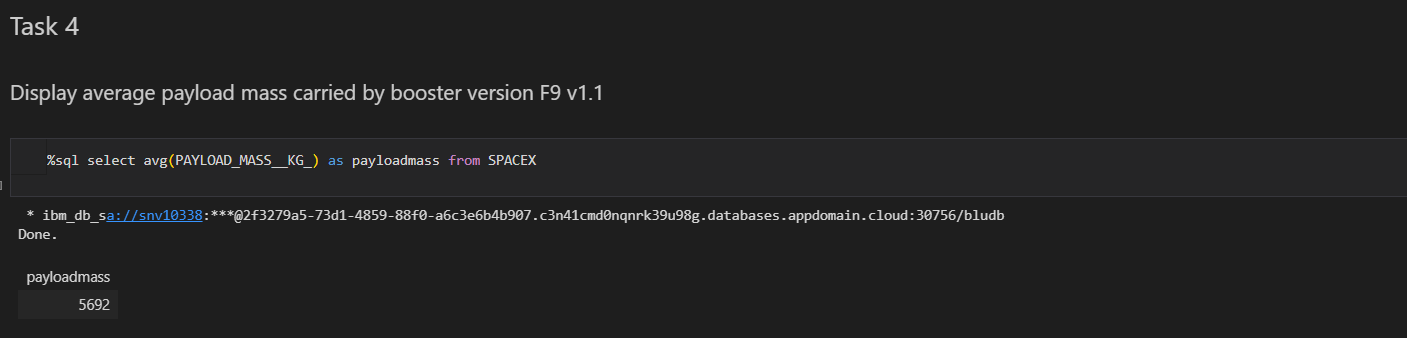 Task 4
Display average payload mass carried by booster version F9 v1.1
%sql select avg(PAYLOAD_MASS__KG_) as payloadmass from SPACEX
* ibm_db_sa://snv10338:***@2f3279a5-73d1-4859-88f0-a6c3e6b4b907.c3n41cmd0nqnrk39u98g.databases.appdomain.cloud:30756/bludb
Done.
payloadmass
5692